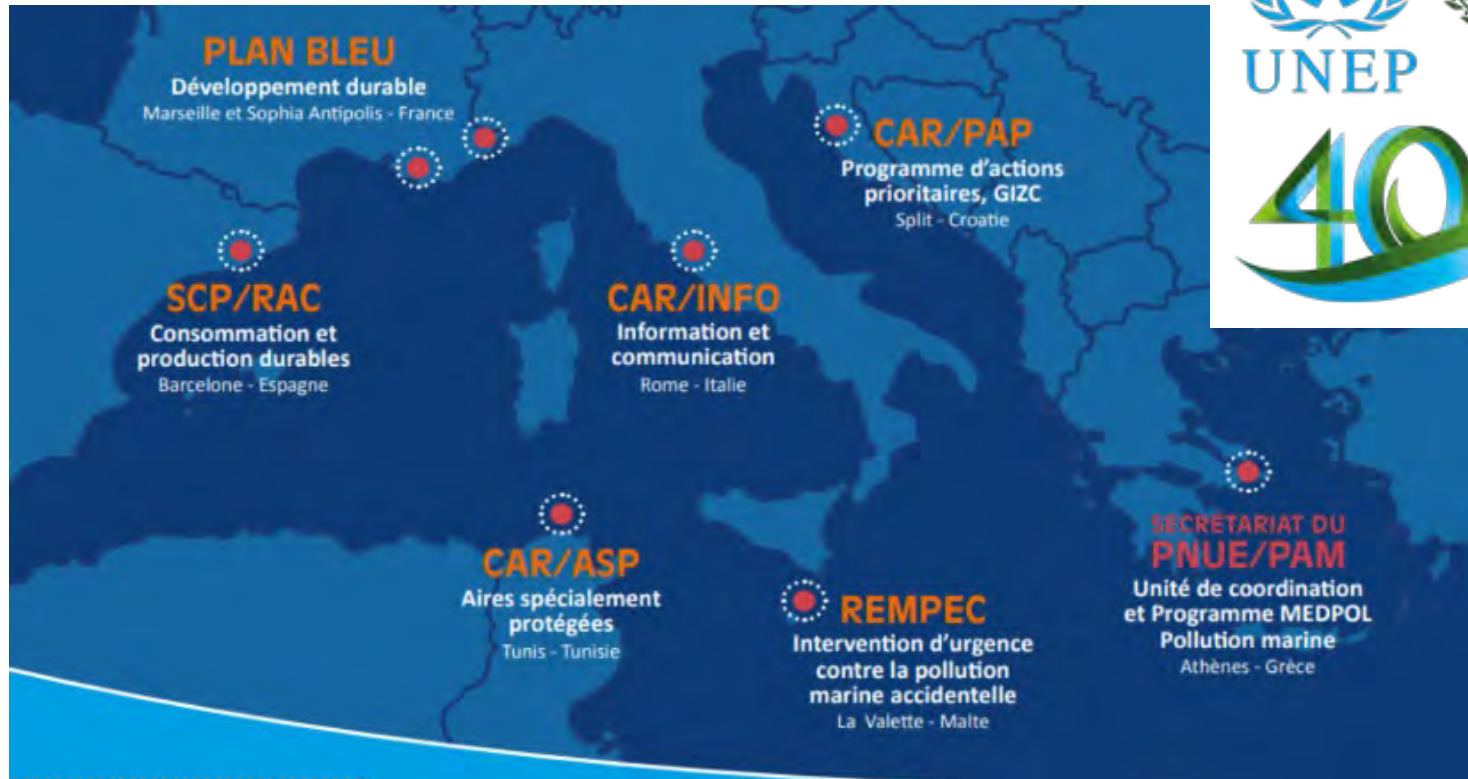 PLAN BLEU
Développement durable
Marseille et Sophia Antipolis - France
UNEP
40
CAR/PAP
Programme d'actions
prioritaires, GIZC
Split - Croatie
SCP/RAC
Consommation et
production durables
Barcelone - Espagne
CAR/INFO
Information et
communication
Rome - Italie
CAR/ASP
Aires spécialement
protégées
Tunis - Tunisie
REMPEC
Intervention d'urgence
contre la pollution
marine accidentelle
La Valette - Malte
SECRÉTARIAT DU
PNUE/PAM
Unité de coordination
et Programme MEDPOL
Pollution marine
Athènes - Grèce